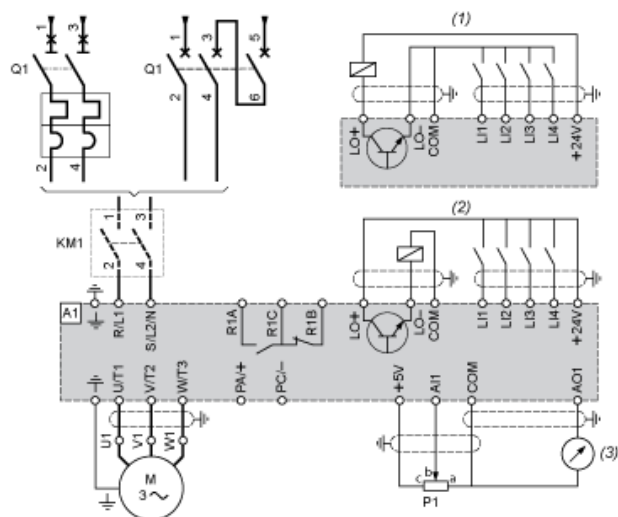 1 3 1 3 5 (1)
Q1 Q1
2 4 6
LO+ LO– COM LI1 LI2 LI3 LI4 +24V
2 4
1 3
KM1
2 4
(2)
A1
R/L1 S/L2/N R1A R1C R1B LO+ LO– COM LI1 LI2 LI3 LI4 +24V
U/T1 V/T2 W/T3 PA/+ PC/– +5V AI1 COM AO1
U1 V1 W1
(3)
M
3
c b a
P1